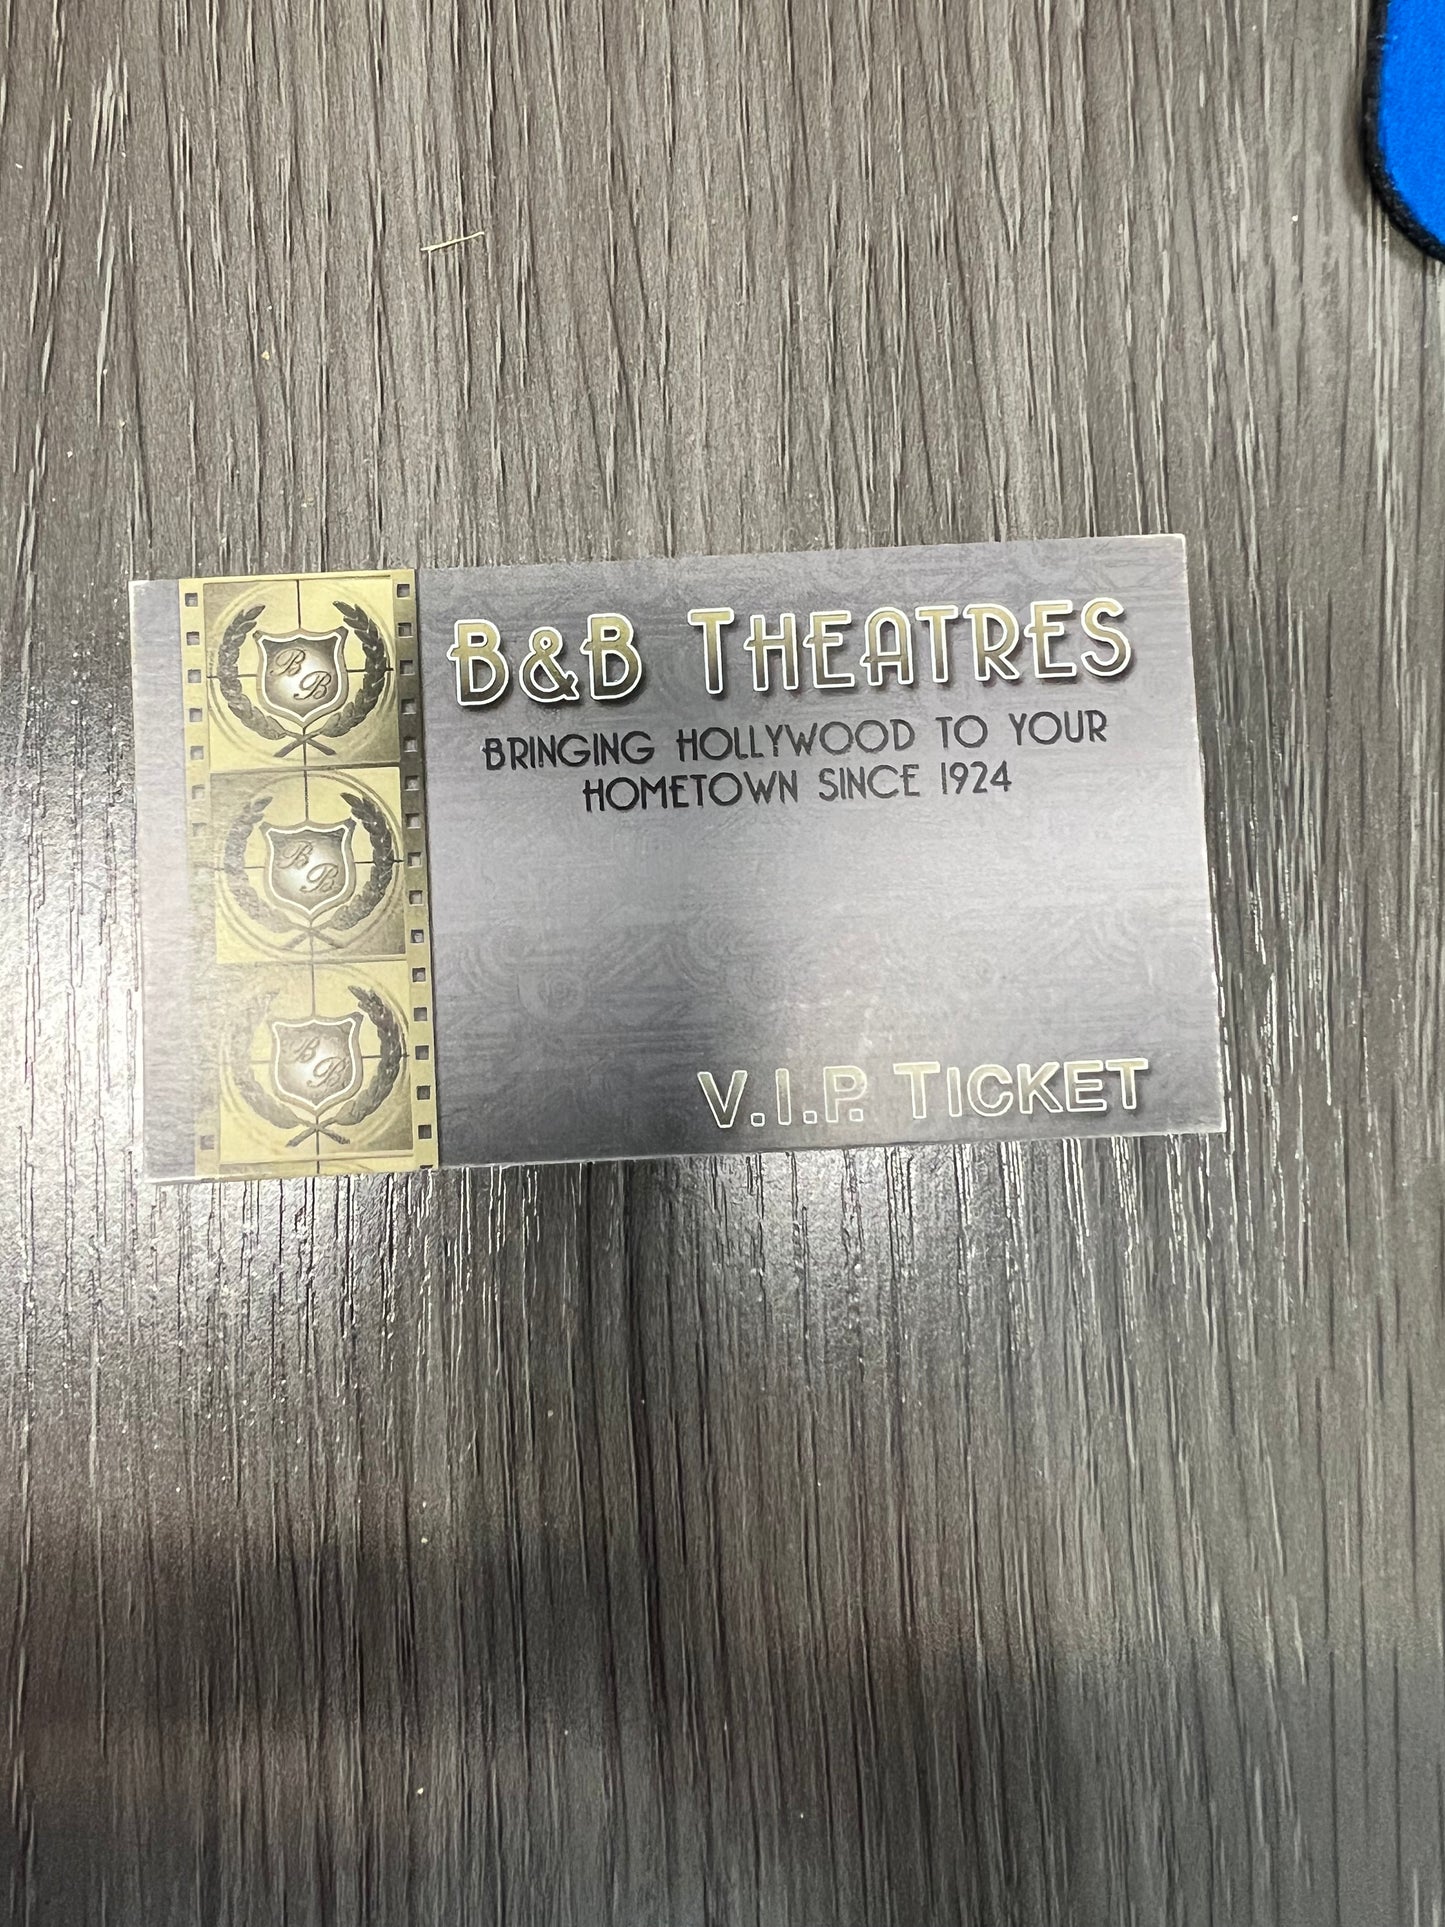 B&B THEATRES
BRINGING HOLLYWOOD TO YOUR
HOMETOWN SINCE 1924
B
B
B
B
B
B
V.I.P. TICKET